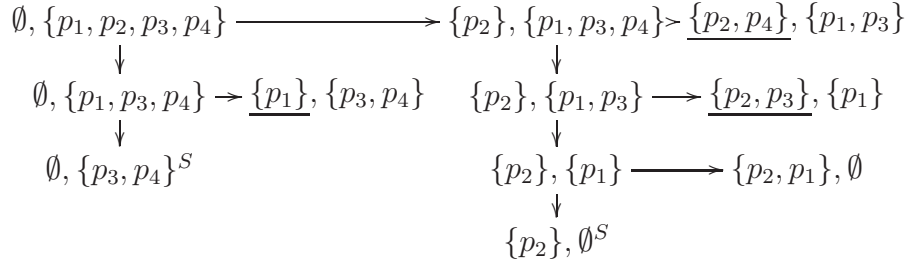 ∅, {p₁, p₂, p₃, p₄} {p₂}, {p₁, p₃, p₄} {p₂, p₄}, {p₁, p₃}
∅, {p₁, p₃, p₄} {p₁}, {p₃, p₄} {p₂}, {p₁, p₃} {p₂, p₃}, {p₁}
∅, {p₃, p₄}ˢ {p₂}, {p₁} {p₂, p₁}, ∅
{p₂}, ∅ˢ